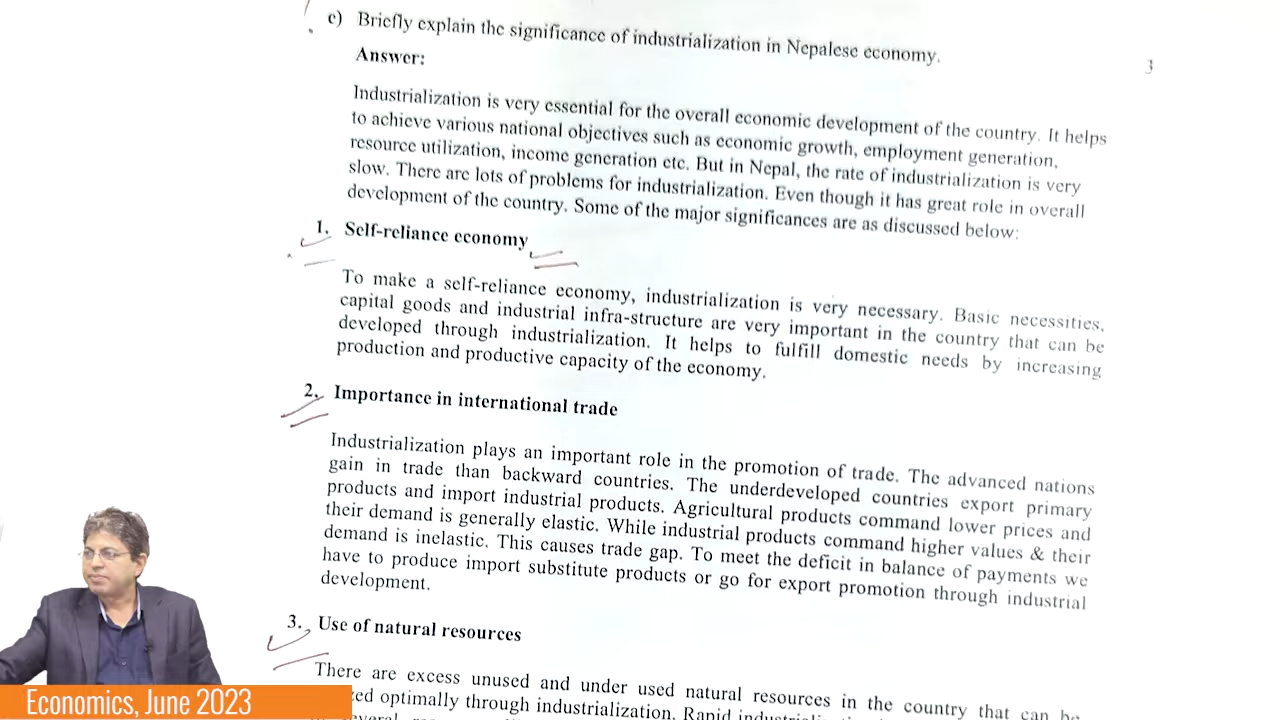 c) Briefly explain the significance of industrialization in Nepalese economy.
3
Answer:
Industrialization is very essential for the overall economic development of the country. It helps
to achieve various national objectives such as economic growth, employment generation,
resource utilization, income generation etc. But in Nepal, the rate of industrialization is very
slow. There are lots of problems for industrialization. Even though it has great role in overall
development of the country. Some of the major significances are as discussed below:
1. Self-reliance economy
To make a self-reliance economy, industrialization is very necessary. Basic necessities,
capital goods and industrial infra-structure are very important in the country that can be
developed through industrialization. It helps to fulfill domestic needs by increasing
production and productive capacity of the economy.
2. Importance in international trade
Industrialization plays an important role in the promotion of trade. The advanced nations
gain in trade than backward countries. The underdeveloped countries export primary
products and import industrial products. Agricultural products command lower prices and
their demand is generally elastic. While industrial products command higher values & their
demand is inelastic. This causes trade gap. To meet the deficit in balance of payments we
have to produce import substitute products or go for export promotion through industrial
development.
3. Use of natural resources
There are excess unused and under used natural resources in the country that can be
optimally through industrialization. Rapid
Economics, June 2023